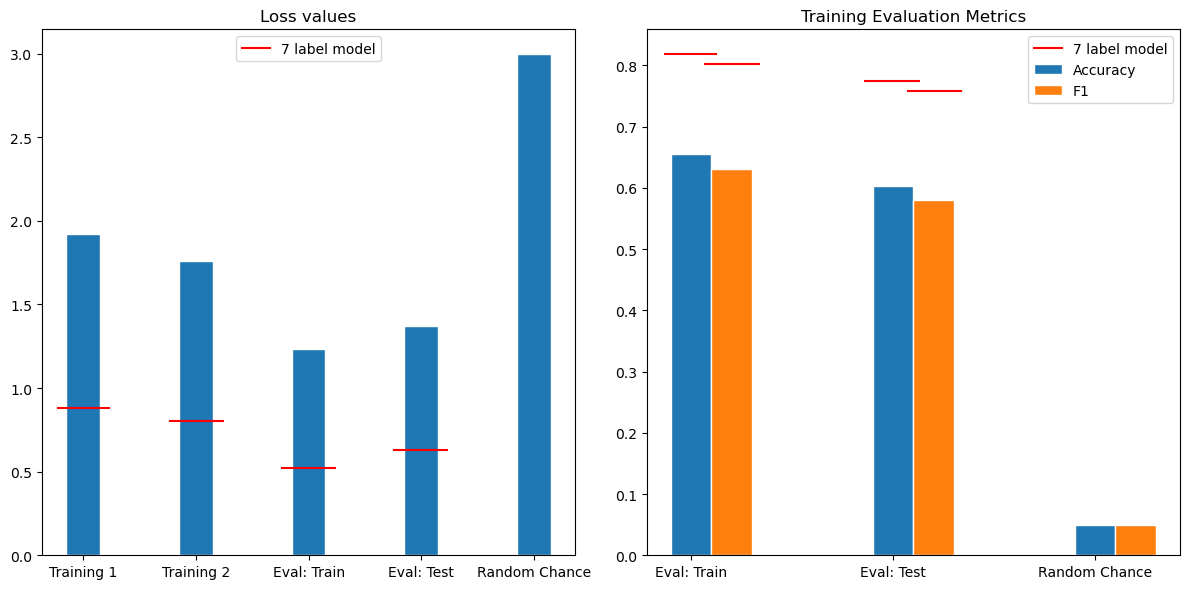 Loss values
7 label model
3.0
2.5
2.0
1.5
1.0
0.5
0.0
Training 1 Training 2 Eval: Train Eval: Test Random Chance
Training Evaluation Metrics
7 label model
Accuracy
F1
0.8
0.7
0.6
0.5
0.4
0.3
0.2
0.1
0.0
Eval: Train Eval: Test Random Chance